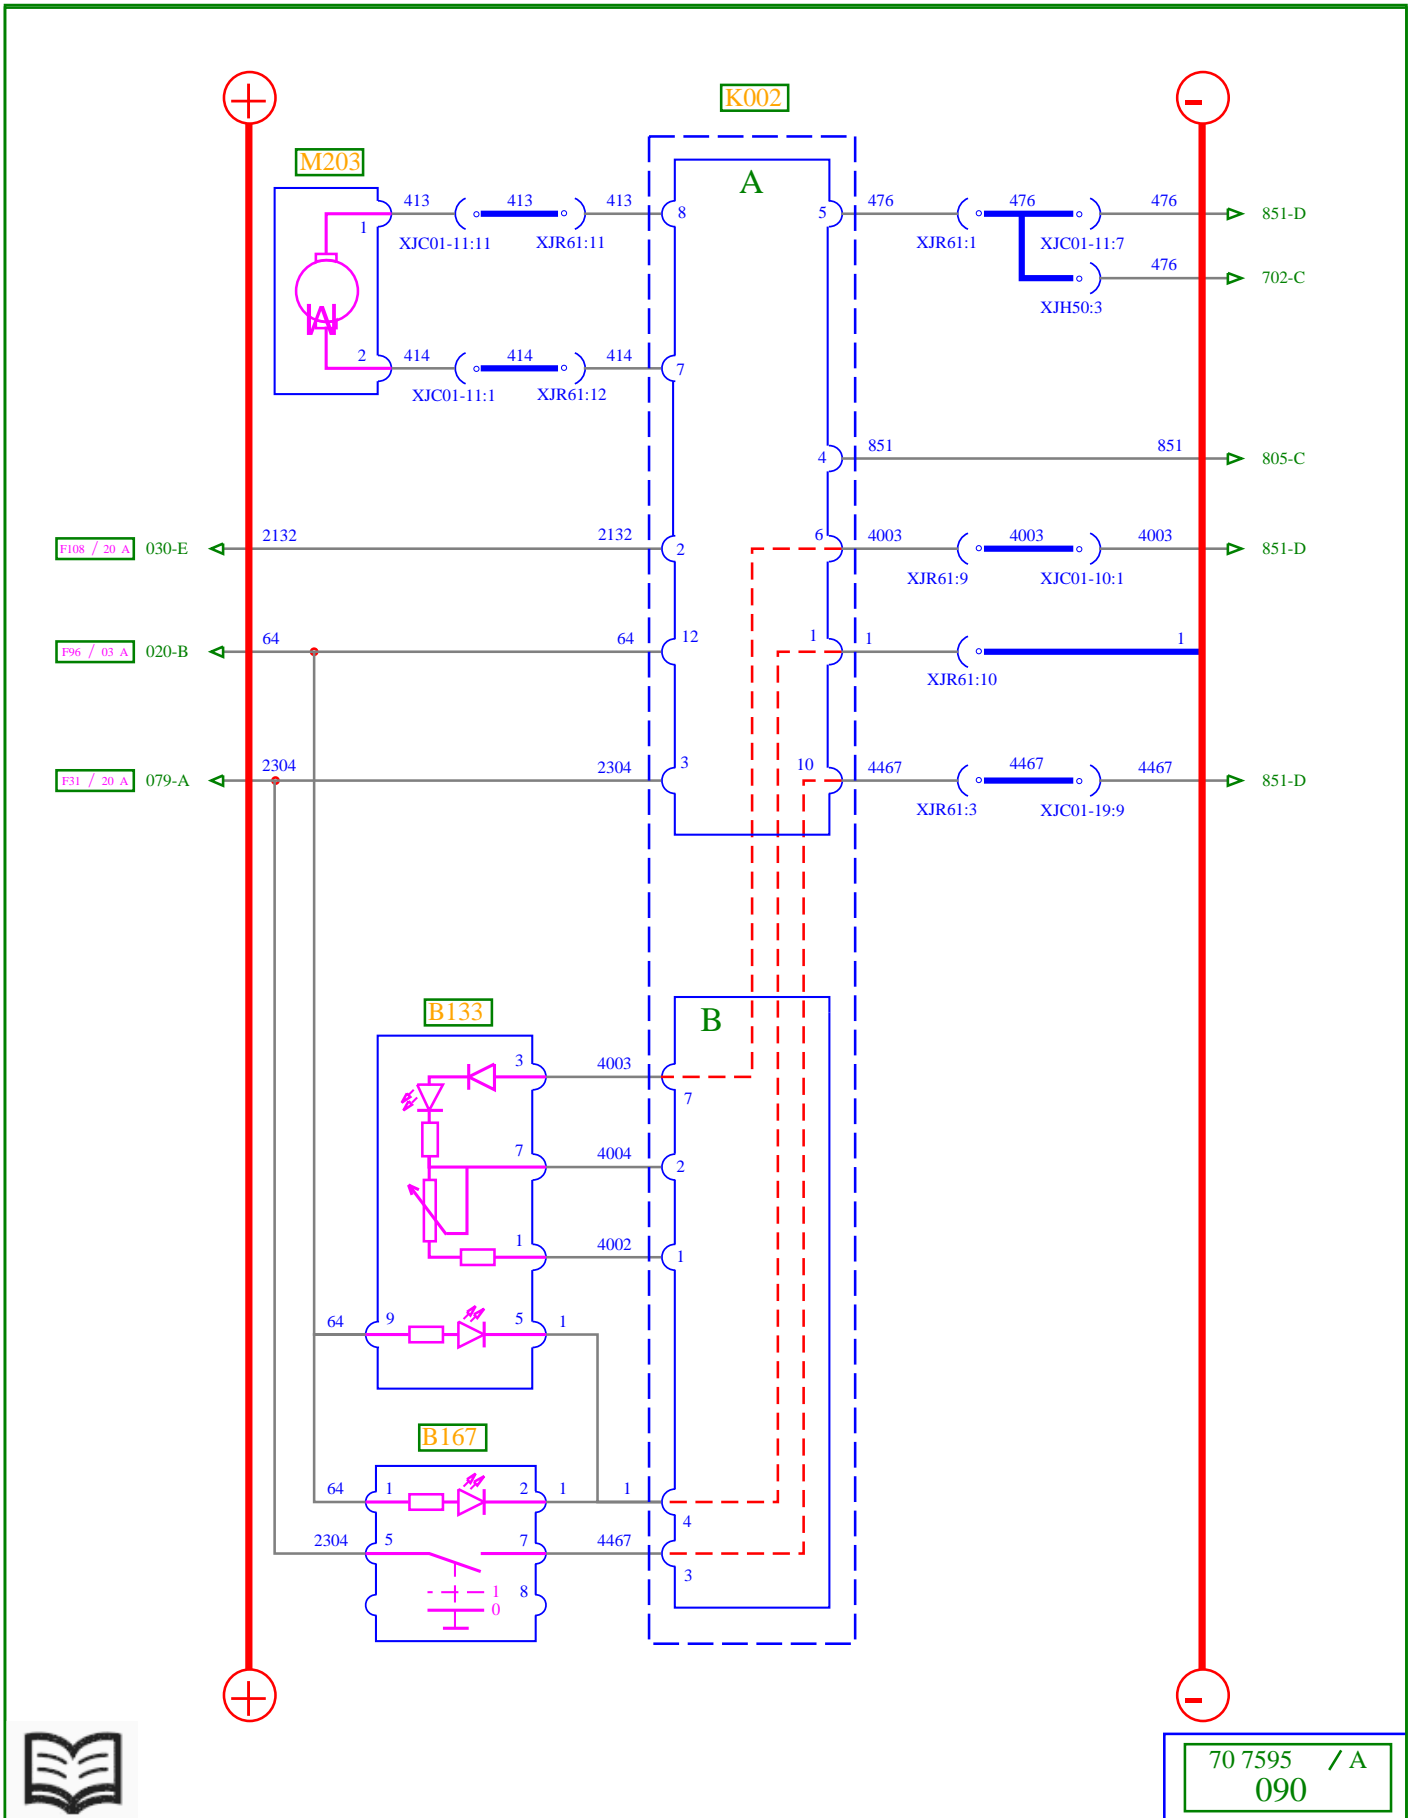 K002
M203
A
413 413 413
8 5
476 476 476
851-D
1
XJC01-11:11 XJR61:11
XJR61:1 XJC01-11:7
476
702-C
XJH50:3
M
2
414 414 414
7
XJC01-11:1 XJR61:12
4
851 851
805-C
F108 / 20 A 030-E
2132 2132
2 6
4003 4003 4003
851-D
XJR61:9 XJC01-10:1
F96 / 03 A 020-B
64 64
12 1
1 1
XJR61:10
F31 / 20 A 079-A
2304 2304
3 10
4467 4467 4467
851-D
XJR61:3 XJC01-19:9
B133
B
3 4003
7
7 4004 2
1 4002 1
64 9 5 1
B167
64 1 2 1 1
4
2304 5 7 4467
3
1 8
0
70 7595 / A
090